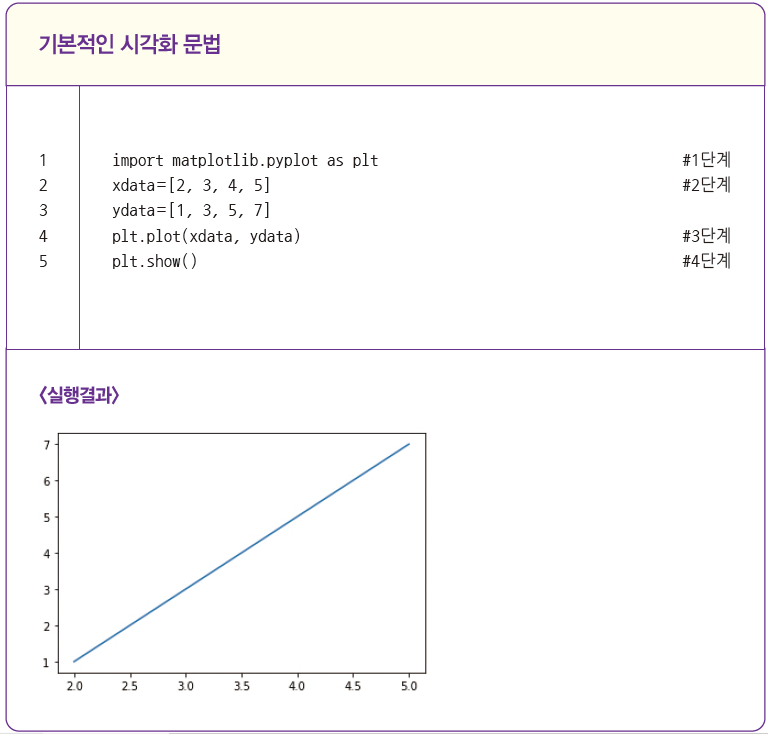 기본적인 시각화 문법
1 import matplotlib.pyplot as plt #1단계
2 xdata=[2, 3, 4, 5] #2단계
3 ydata=[1, 3, 5, 7]
4 plt.plot(xdata, ydata) #3단계
5 plt.show() #4단계
<실행결과>
7
6
5
4
3
2
1
2.0 2.5 3.0 3.5 4.0 4.5 5.0